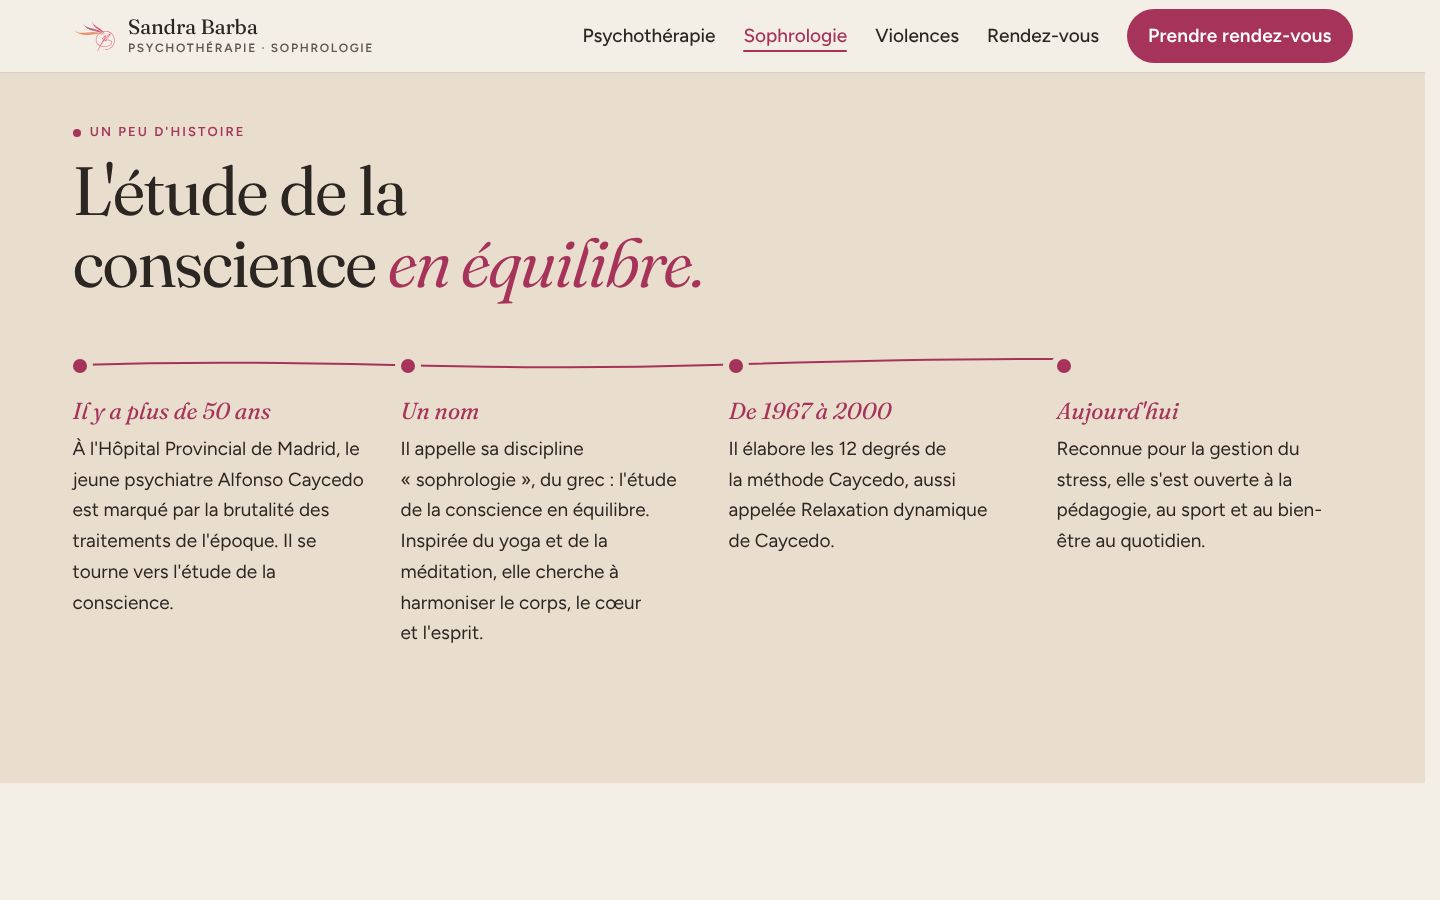 Sandra Barba
PSYCHOTHÉRAPIE · SOPHROLOGIE
Psychothérapie
Sophrologie
Violences
Rendez-vous
Prendre rendez-vous
UN PEU D'HISTOIRE
L'étude de la
conscience en équilibre.
Il y a plus de 50 ans
À l'Hôpital Provincial de Madrid, le
jeune psychiatre Alfonso Caycedo
est marqué par la brutalité des
traitements de l'époque. Il se
tourne vers l'étude de la
conscience.
Un nom
Il appelle sa discipline
« sophrologie », du grec : l'étude
de la conscience en équilibre.
Inspirée du yoga et de la
méditation, elle cherche à
harmoniser le corps, le cœur
et l'esprit.
De 1967 à 2000
Il élabore les 12 degrés de
la méthode Caycedo, aussi
appelée Relaxation dynamique
de Caycedo.
Aujourd'hui
Reconnue pour la gestion du
stress, elle s'est ouverte à la
pédagogie, au sport et au bien-
être au quotidien.